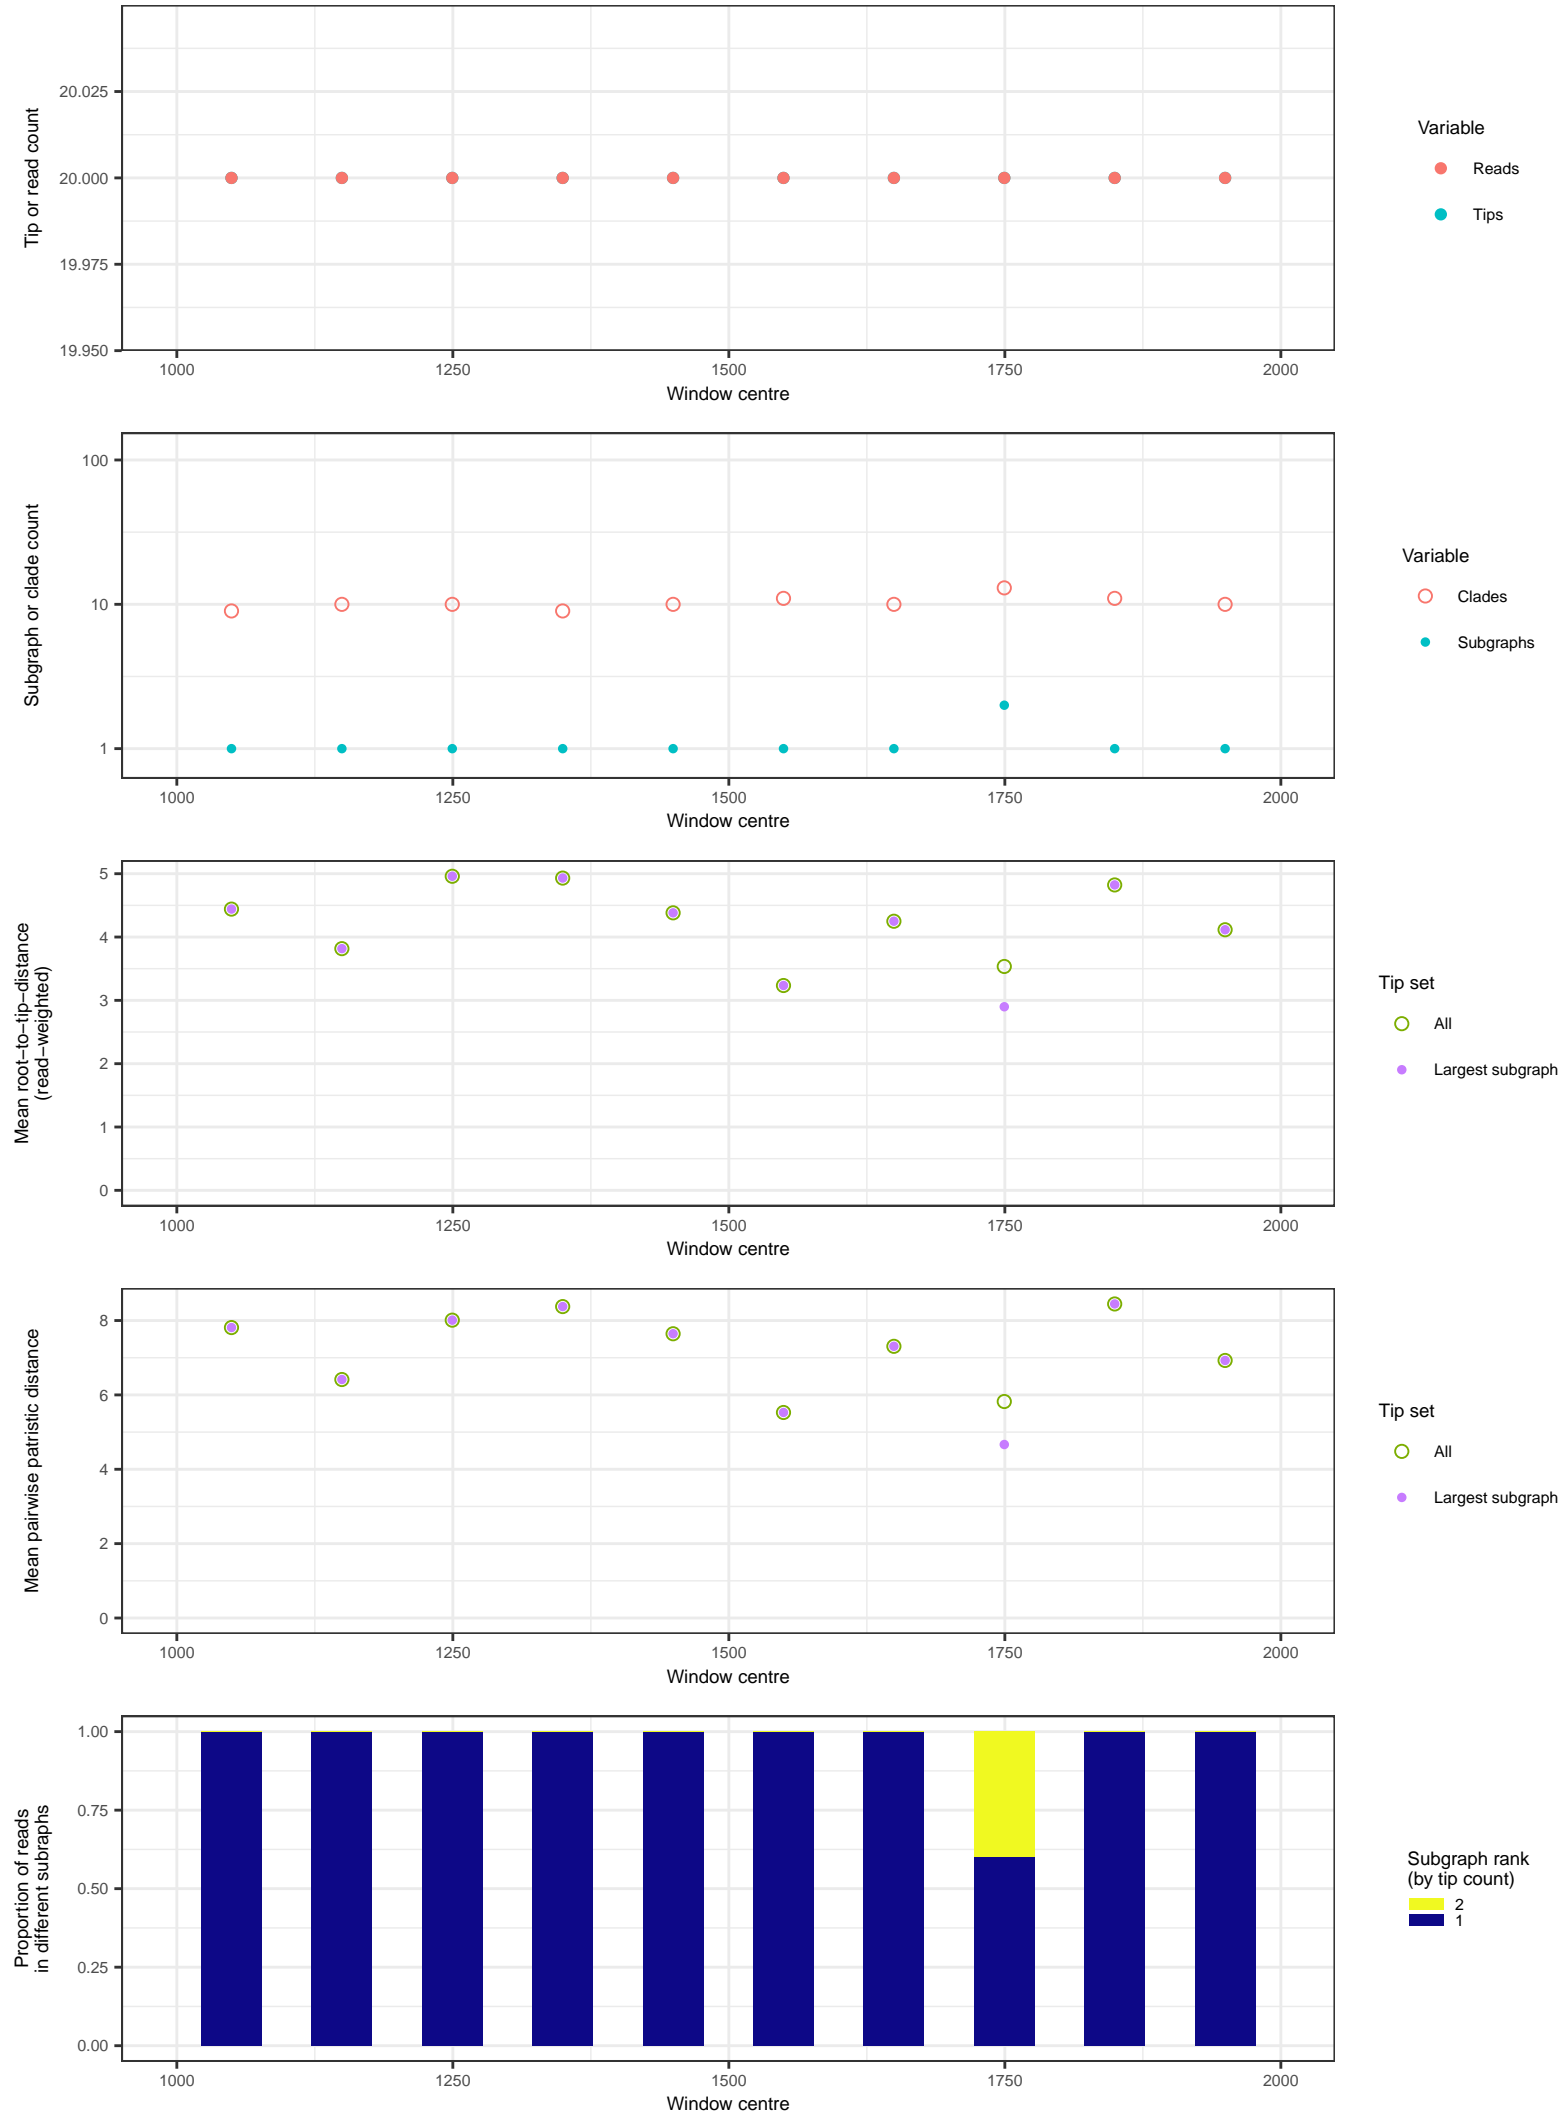 Tip or read count
20.025
20.000
19.975
19.950
1000 1250 1500 1750 2000
Window centre
Variable
Reads
Tips
Subgraph or clade count
100
10
1
1000 1250 1500 1750 2000
Window centre
Variable
Clades
Subgraphs
Mean root−to−tip−distance
(read−weighted)
5
4
3
2
1
0
1000 1250 1500 1750 2000
Window centre
Tip set
All
Largest subgraph
Mean pairwise patristic distance
8
6
4
2
0
1000 1250 1500 1750 2000
Window centre
Tip set
All
Largest subgraph
Proportion of reads
in different subraphs
1.00
0.75
0.50
0.25
0.00
1000 1250 1500 1750 2000
Window centre
Subgraph rank
(by tip count)
2
1